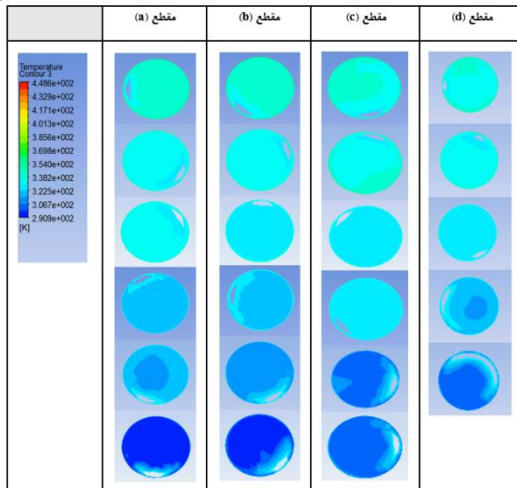 مقطع (a)
مقطع (b)
مقطع (c)
مقطع (d)
Temperature
Contour 3
4.486e+002
4.329e+002
4.171e+002
4.013e+002
3.856e+002
3.698e+002
3.540e+002
3.382e+002
3.225e+002
3.067e+002
2.909e+002
[K]